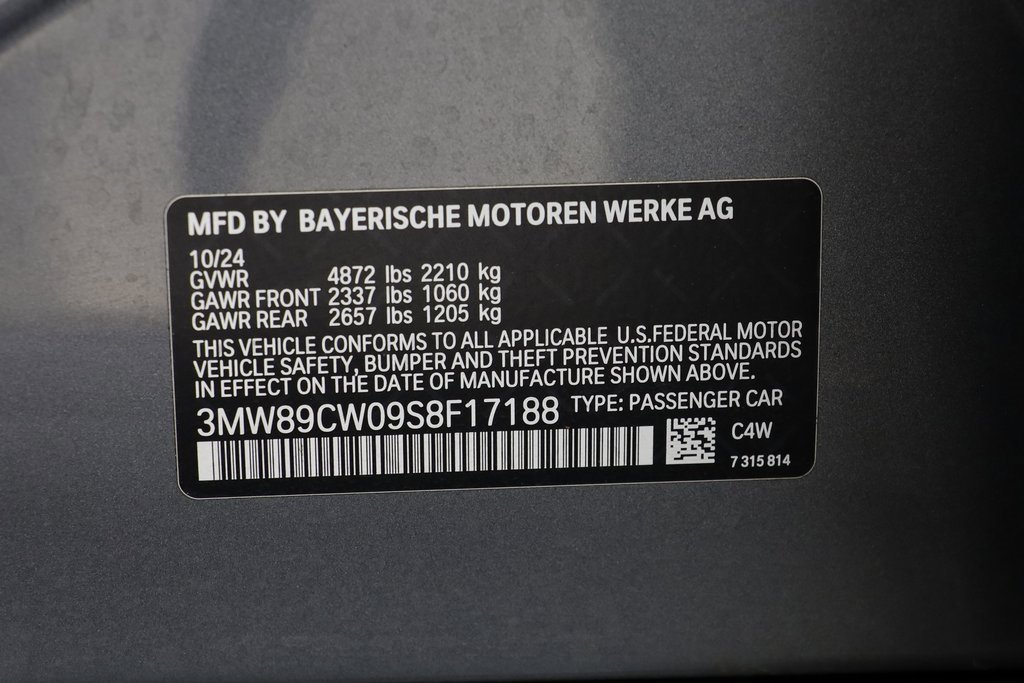 MFD BY BAYERISCHE MOTOREN WERKE AG
10/24
GVWR 4872 lbs 2210 kg
GAWR FRONT 2337 lbs 1060 kg
GAWR REAR 2657 lbs 1205 kg
THIS VEHICLE CONFORMS TO ALL APPLICABLE U.S.FEDERAL MOTOR
VEHICLE SAFETY, BUMPER AND THEFT PREVENTION STANDARDS
IN EFFECT ON THE DATE OF MANUFACTURE SHOWN ABOVE.
3MW89CW09S8F17188 TYPE: PASSENGER CAR
C4W
7 315 814